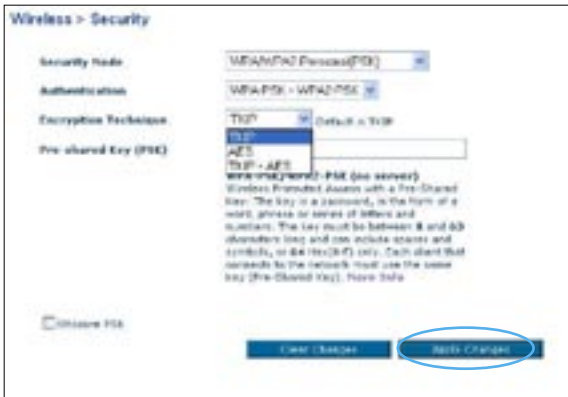 Wireless > Security
Security Mode WPA/WPA2-Personal(PSK)
Authentication WPA-PSK + WPA2-PSK
Encryption Technique TKIP Default is TKIP
TKIP
AES
TKIP + AES
Pre-shared Key (PSK)
WPA-PSK/WPA2-PSK (no server)
Wireless Protected Access with a Pre-Shared
Key: The key is a password, in the form of a
word, phrase or series of letters and
numbers. The key must be between 8 and 63
characters long and can include spaces and
symbols, or 64 Hex(0-F) only. Each client that
connects to the network must use the same
key (Pre-Shared Key). More Info
Obscure PSK
Clear Changes Apply Changes